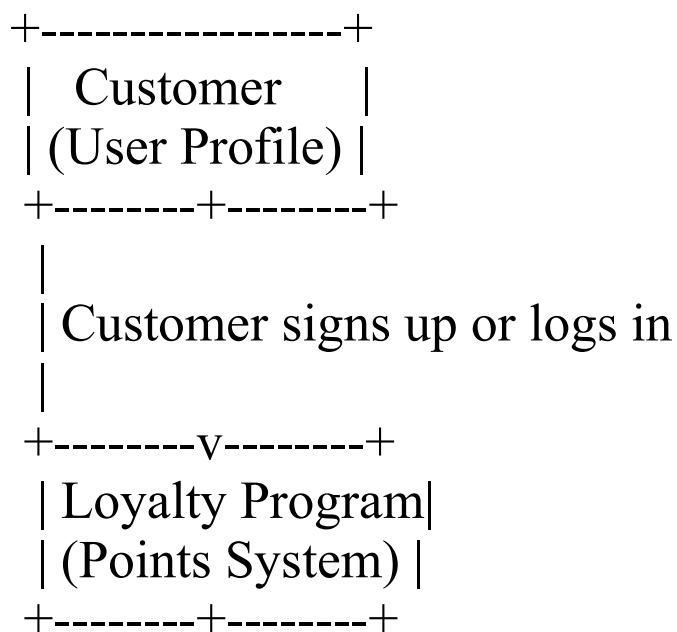 +----------------+
|   Customer     |
| (User Profile) |
+--------+--------+
|
| Customer signs up or logs in
|
+--------v--------+
| Loyalty Program|
| (Points System) |
+--------+--------+